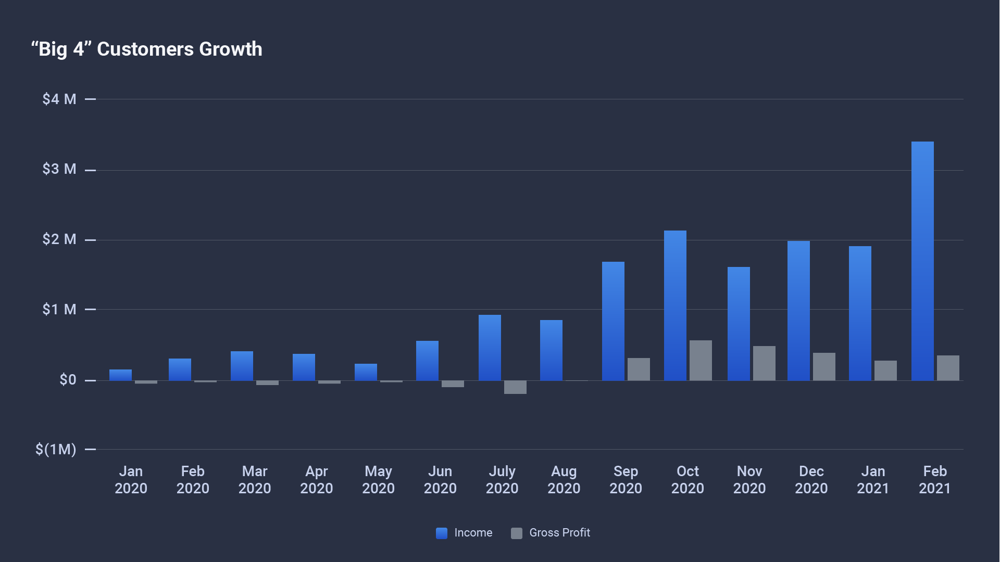 “Big 4” Customers Growth
$4 M
$3 M
$2 M
$1 M
$0
$(1M)
Jan 2020
Feb 2020
Mar 2020
Apr 2020
May 2020
Jun 2020
July 2020
Aug 2020
Sep 2020
Oct 2020
Nov 2020
Dec 2020
Jan 2021
Feb 2021
Income
Gross Profit